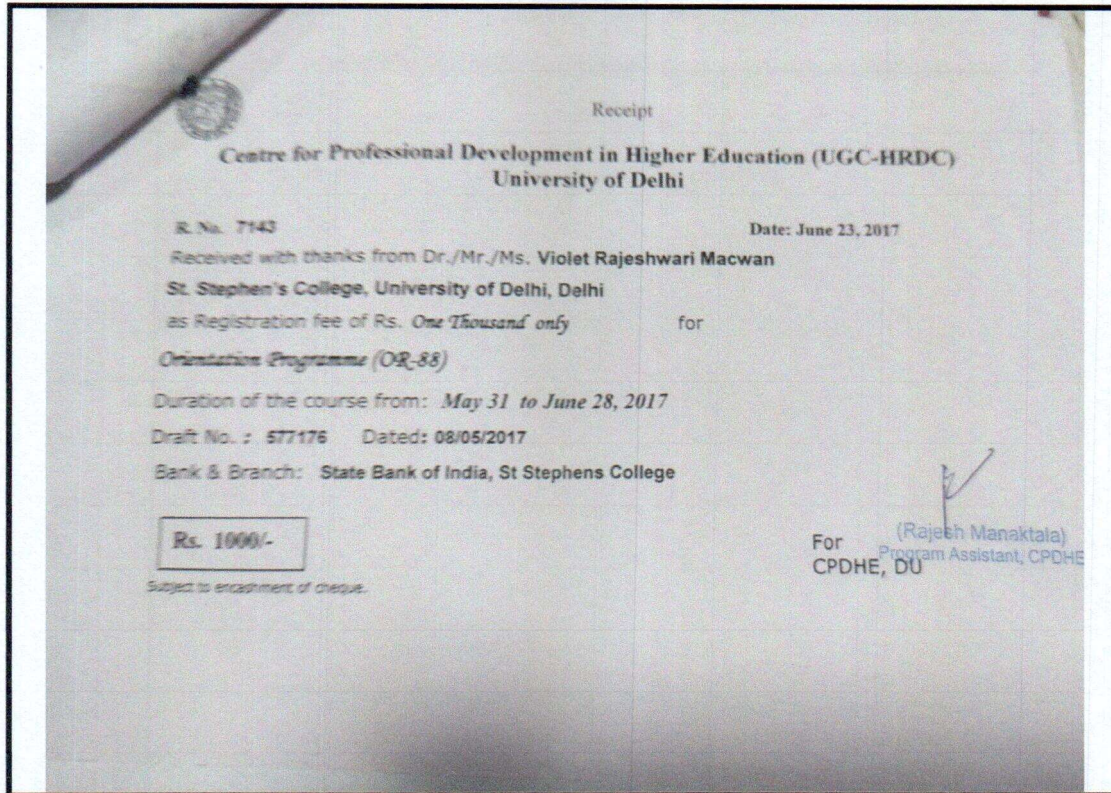 Receipt
Centre for Professional Development in Higher Education (UGC-HRDC)
University of Delhi
R. No. 7143 Date: June 23, 2017
Received with thanks from Dr./Mr./Ms. Violet Rajeshwari Macwan
St. Stephen's College, University of Delhi, Delhi
as Registration fee of Rs. One Thousand only for
Orientation Programme (OR-88)
Duration of the course from: May 31 to June 28, 2017
Draft No. : 577176 Dated: 08/05/2017
Bank & Branch: State Bank of India, St Stephens College
Rs. 1000/-
Subject to encashment of cheque.
For (Rajesh Manaktala)
Program Assistant, CPDHE
CPDHE, DU